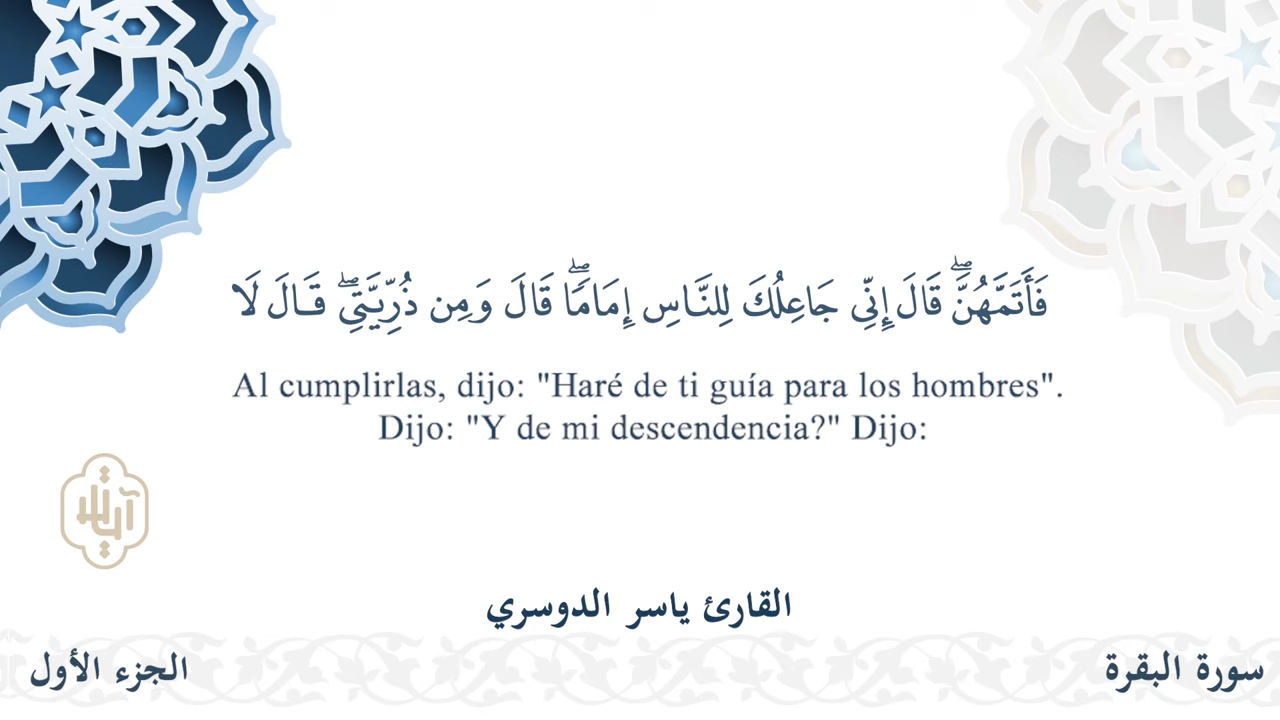 فَأَتَمَّهُنَّۖ قَالَ إِنِّي جَاعِلُكَ لِلنَّاسِ إِمَامٗاۖ قَالَ وَمِن ذُرِّيَّتِيۖ قَالَ لَا
Al cumplirlas, dijo: "Haré de ti guía para los hombres".
Dijo: "Y de mi descendencia?" Dijo:
القارئ ياسر الدوسري
سورة البقرة
الجزء الأول